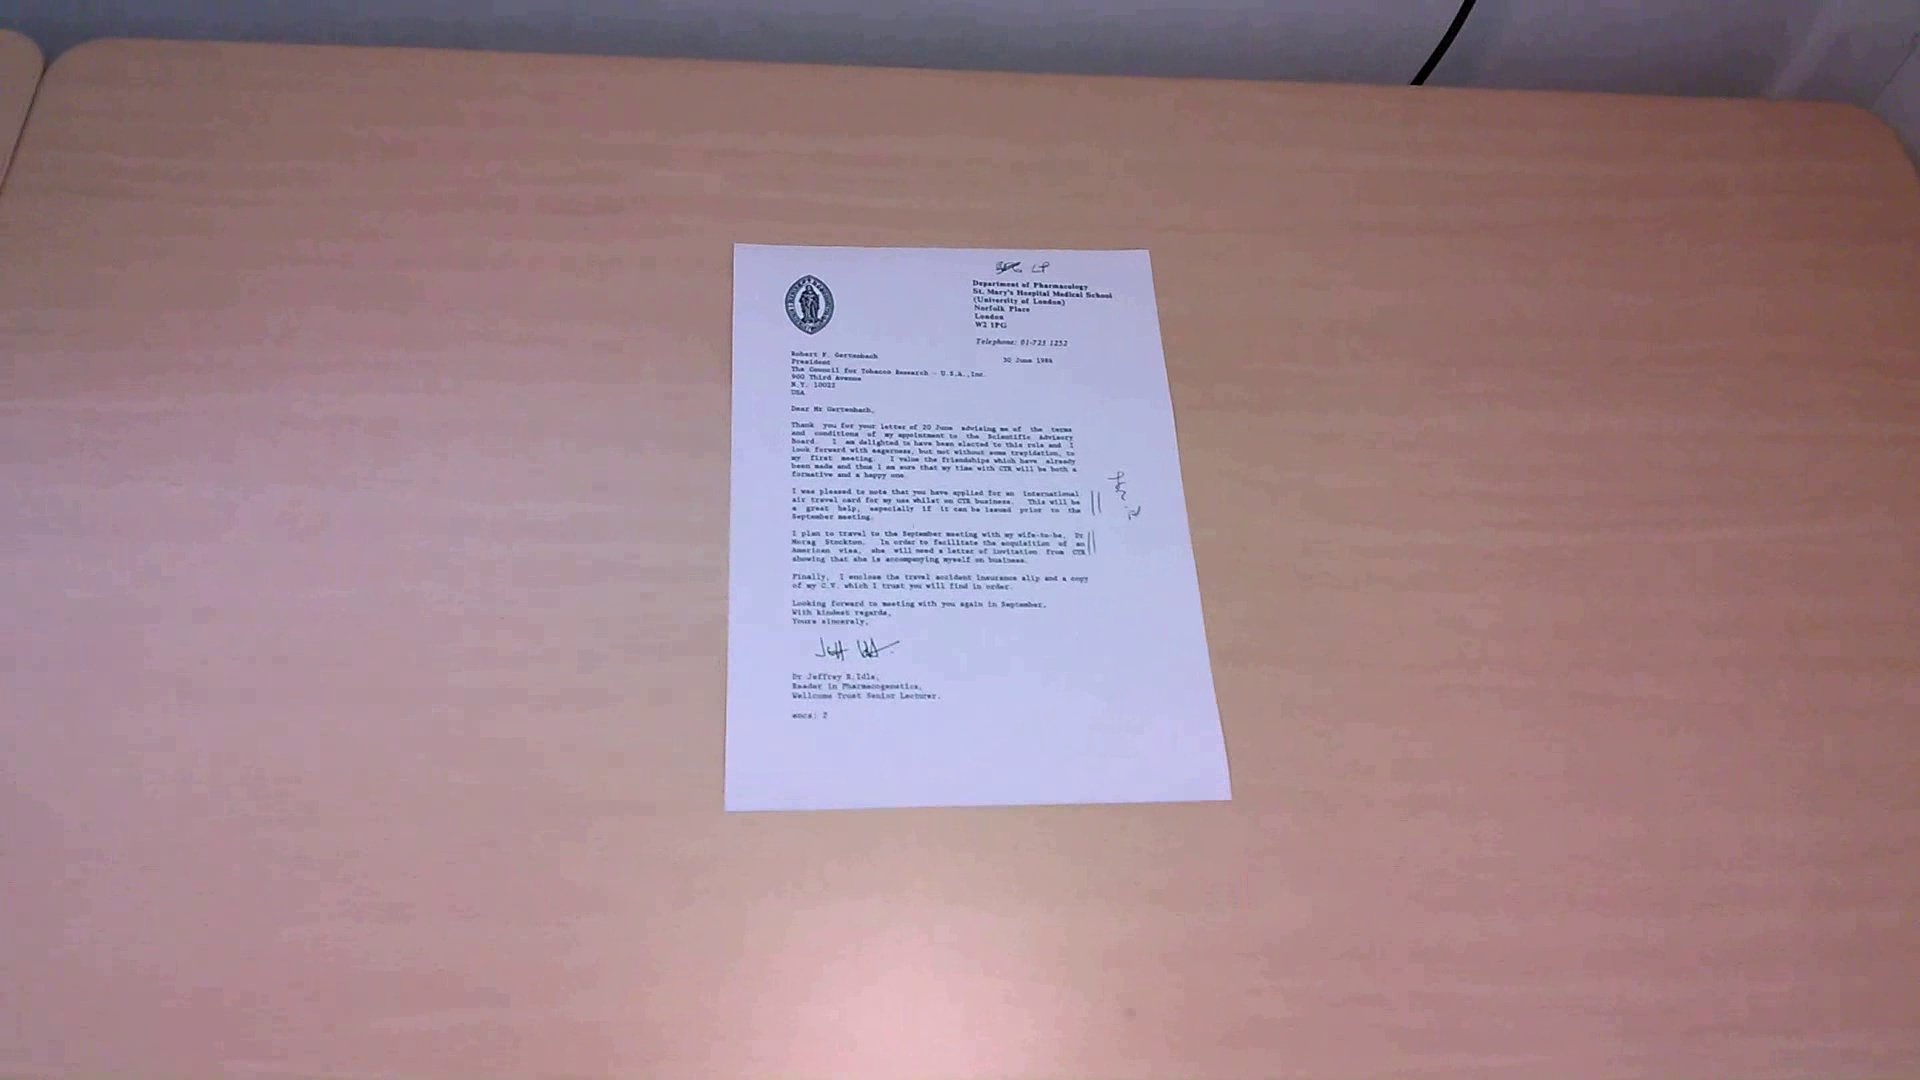 LP
Department of Pharmacology
St. Mary's Hospital Medical School
(University of London)
Norfolk Place
London
W2 1PG
Telephone: 01-723 1252
30 June 1986
Robert F. Gertenbach
President
The Council for Tobacco Research - U.S.A., Inc.
900 Third Avenue
N.Y. 10022
USA
Dear Mr Gertenbach,
Thank you for your letter of 20 June advising me of the terms
and conditions of my appointment to the Scientific Advisory
Board. I am delighted to have been elected to this role and I
look forward with eagerness, but not without some trepidation, to
my first meeting. I value the friendships which have already
been made and thus I am sure that my time with CTR will be both a
formative and a happy one.
I was pleased to note that you have applied for an international
air travel card for my use whilst on CTR business. This will be
a great help, especially if it can be issued prior to the
September meeting.
I plan to travel to the September meeting with my wife-to-be, Dr
Morag Stockton. In order to facilitate the acquisition of an
American visa, she will need a letter of invitation from CTR
showing that she is accompanying myself on business.
Finally, I enclose the travel accident insurance slip and a copy
of my C.V. which I trust you will find in order.
Looking forward to meeting with you again in September.
With kindest regards,
Yours sincerely,
Dr Jeffrey R. Idle,
Reader in Pharmacogenetics,
Wellcome Trust Senior Lecturer.
encs: 2